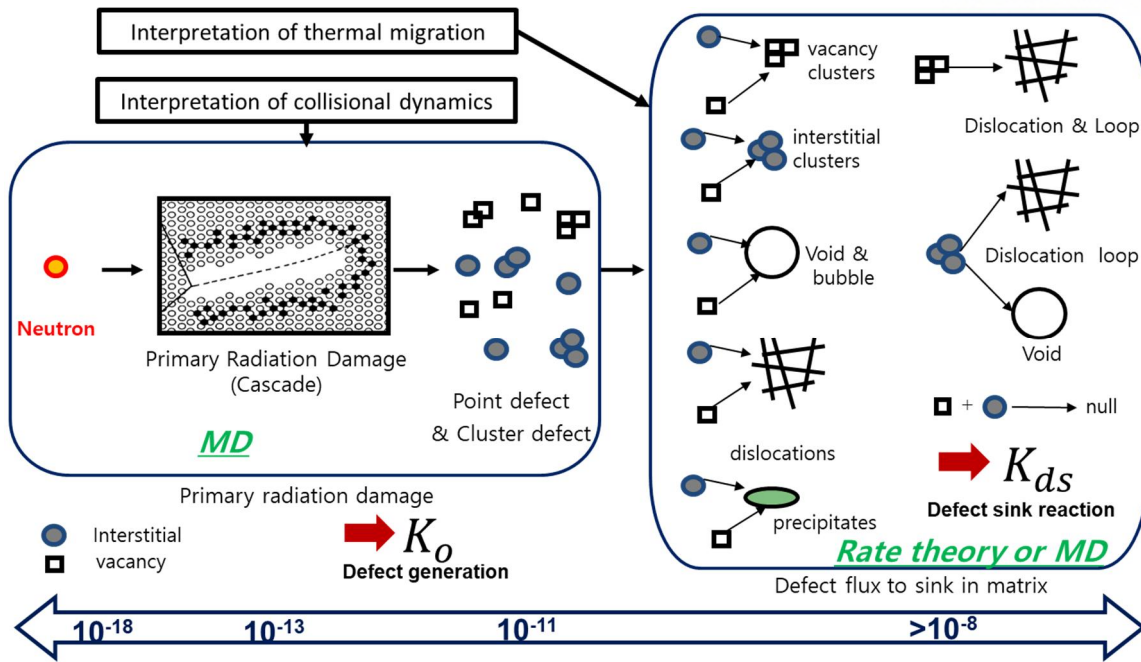 Interpretation of thermal migration
Interpretation of collisional dynamics
Neutron
Primary Radiation Damage
(Cascade)
Point defect
& Cluster defect
MD
Primary radiation damage
Interstitial
vacancy
K₀
Defect generation
vacancy
clusters
interstitial
clusters
Void &
bubble
dislocations
precipitates
Dislocation & Loop
Dislocation loop
Void
+
null
K_ds
Defect sink reaction
Rate theory or MD
Defect flux to sink in matrix
10⁻¹⁸
10⁻¹³
10⁻¹¹
>10⁻⁸